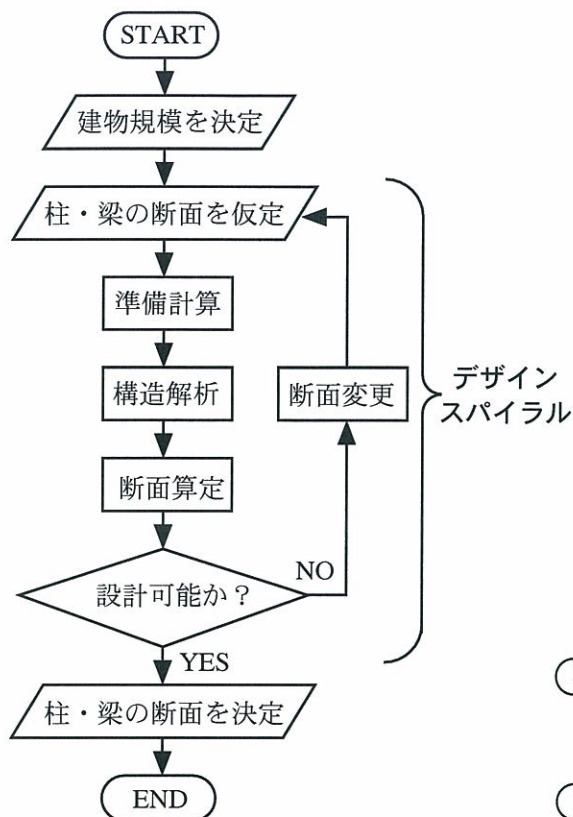 START
建物規模を決定
柱・梁の断面を仮定
準備計算
構造解析
断面変更
デザイン
スパイラル
断面算定
設計可能か？
NO
YES
柱・梁の断面を決定
END